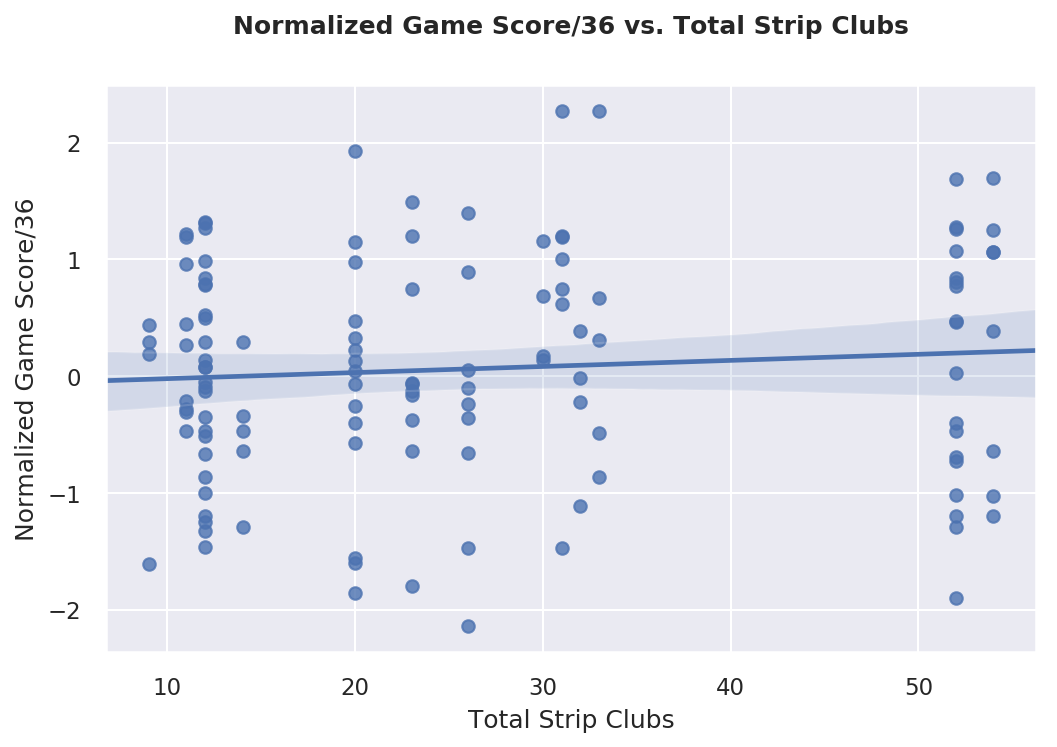 Normalized Game Score/36 vs. Total Strip Clubs
2
1
0
−1
−2
Normalized Game Score/36
10 20 30 40 50
Total Strip Clubs